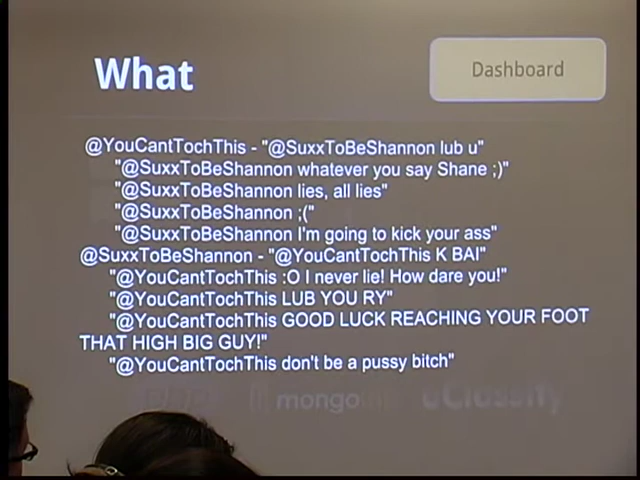 What
Dashboard
@YouCantTochThis - "@SuxxToBeShannon lub u"
"@SuxxToBeShannon whatever you say Shane ;)"
"@SuxxToBeShannon lies, all lies"
"@SuxxToBeShannon ;("
"@SuxxToBeShannon I'm going to kick your ass"
@SuxxToBeShannon - "@YouCantTochThis K BAI"
"@YouCantTochThis :O I never lie! How dare you!"
"@YouCantTochThis LUB YOU RY"
"@YouCantTochThis GOOD LUCK REACHING YOUR FOOT
THAT HIGH BIG GUY!"
"@YouCantTochThis don't be a pussy bitch"
mongo
uClassify